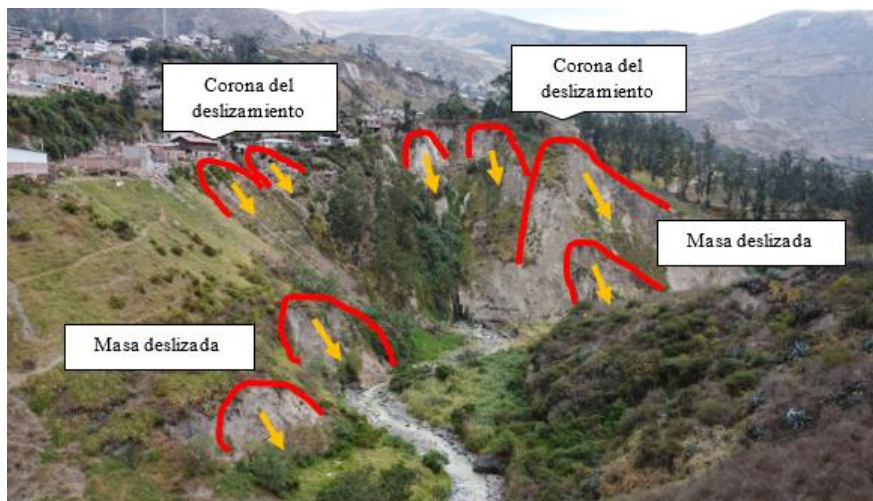 Corona del
deslizamiento
Corona del
deslizamiento
Masa deslizada
Masa deslizada